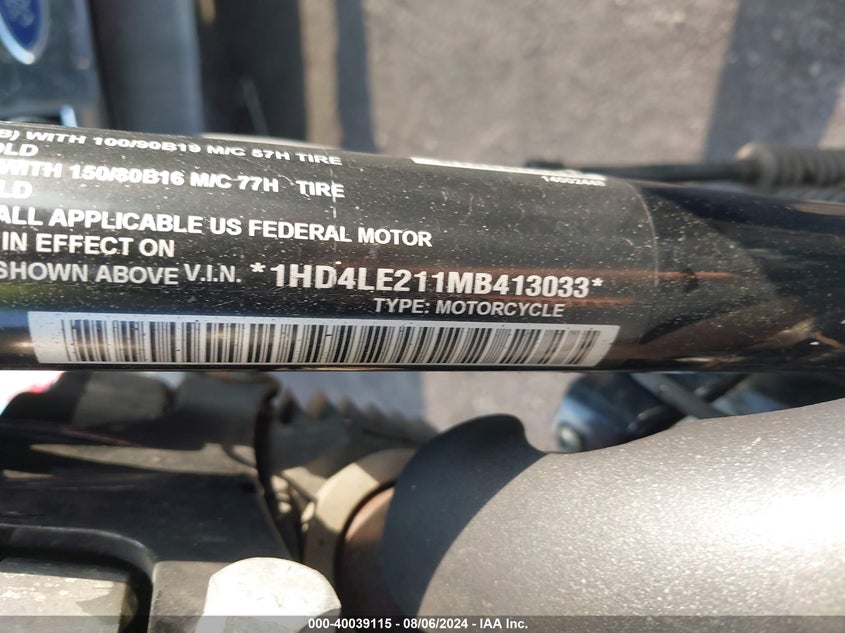 B) WITH 100/90B19 M/C 57H TIRE
OLD
WITH 150/80B16 M/C 77H TIRE
LD
ALL APPLICABLE US FEDERAL MOTOR
IN EFFECT ON
SHOWN ABOVE V.I.N. *1HD4LE211MB413033*
TYPE: MOTORCYCLE
000-40039115 - 08/06/2024 - IAA Inc.